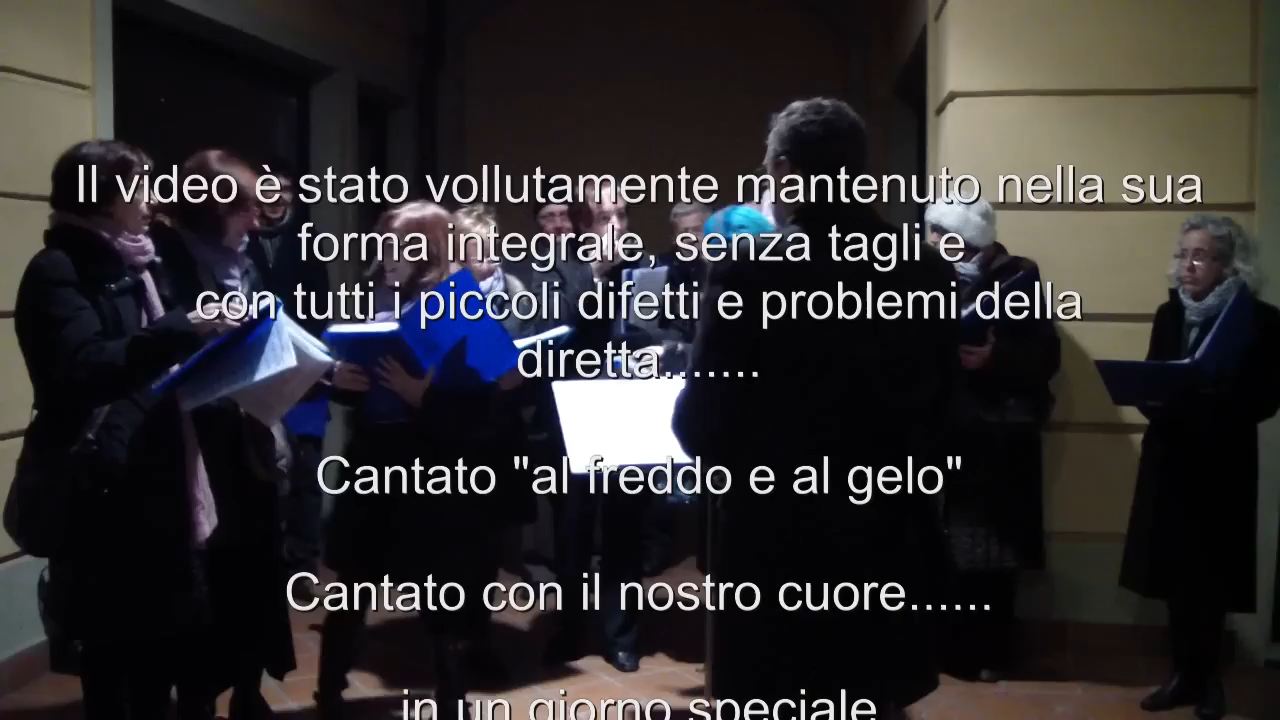 Il video è stato vollutamente mantenuto nella sua
forma integrale, senza tagli e
con tutti i piccoli difetti e problemi della
diretta.......
Cantato "al freddo e al gelo"
Cantato con il nostro cuore......
in un giorno speciale